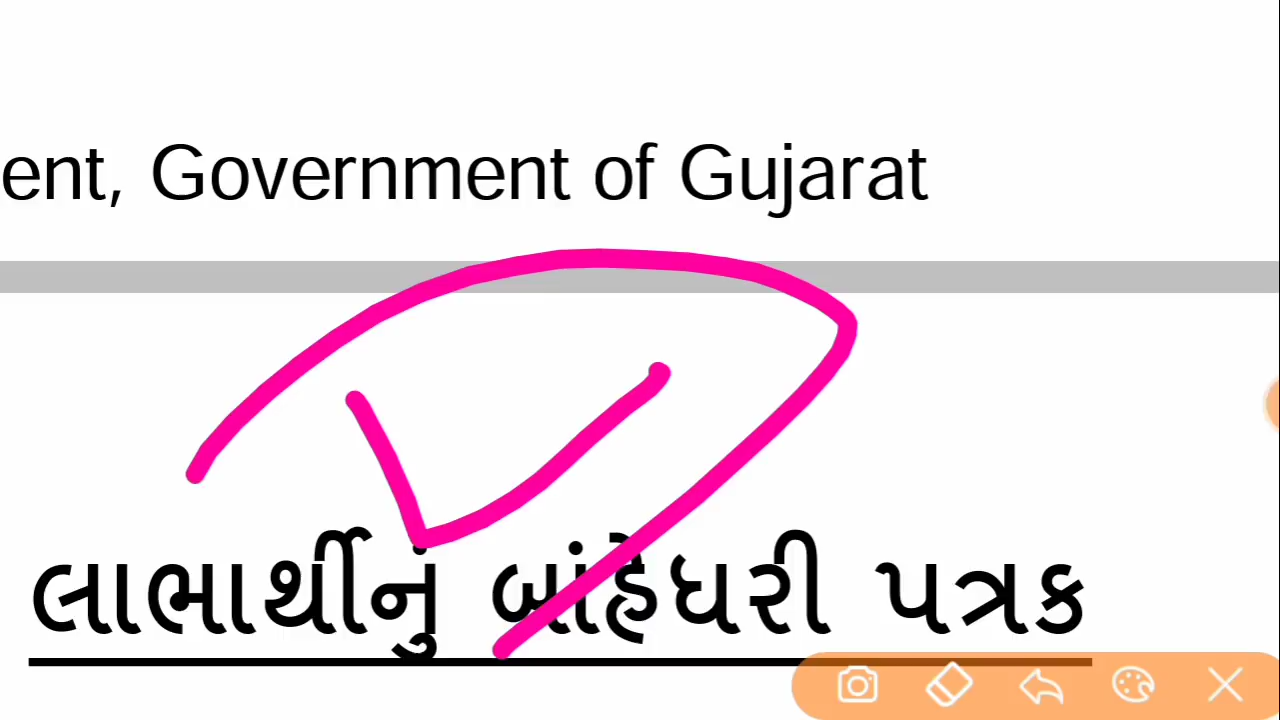 ent, Government of Gujarat
લાભાર્થીનું બાંહેધરી પત્રક